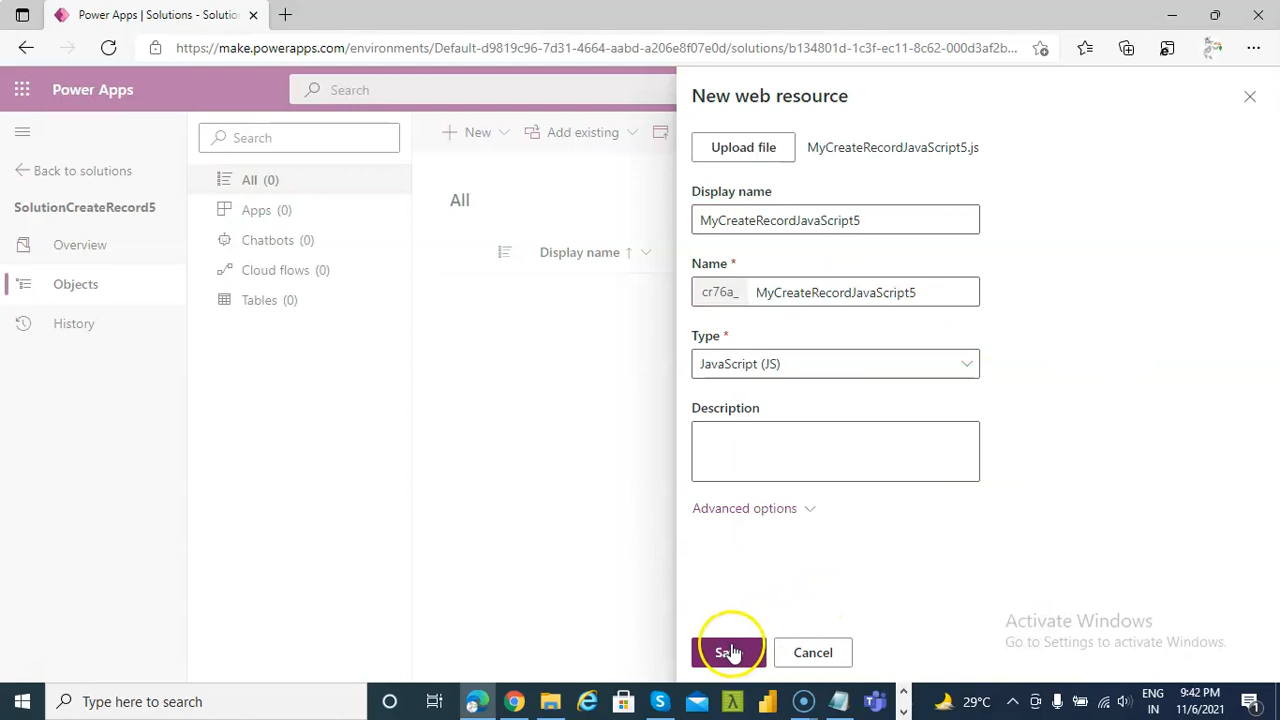 Power Apps | Solutions - Solutio
https://make.powerapps.com/environments/Default-d9819c96-7d31-4664-aabd-a206e8f07e0d/solutions/b134801d-1c3f-ec11-8c62-000d3af2b...
Power Apps
Search
New web resource
Upload file MyCreateRecordJavaScript5.js
Search
New
Add existing
Back to solutions
All (0)
Display name
SolutionCreateRecord5
Apps (0)
All
MyCreateRecordJavaScript5
Overview
Chatbots (0)
Display name ↑
Name *
Objects
Cloud flows (0)
cr76a_ MyCreateRecordJavaScript5
Tables (0)
History
Type *
JavaScript (JS)
Description
Advanced options
Activate Windows
Go to Settings to activate Windows.
Cancel
Type here to search
29°C
ENG
IN
9:42 PM
11/6/2021
1